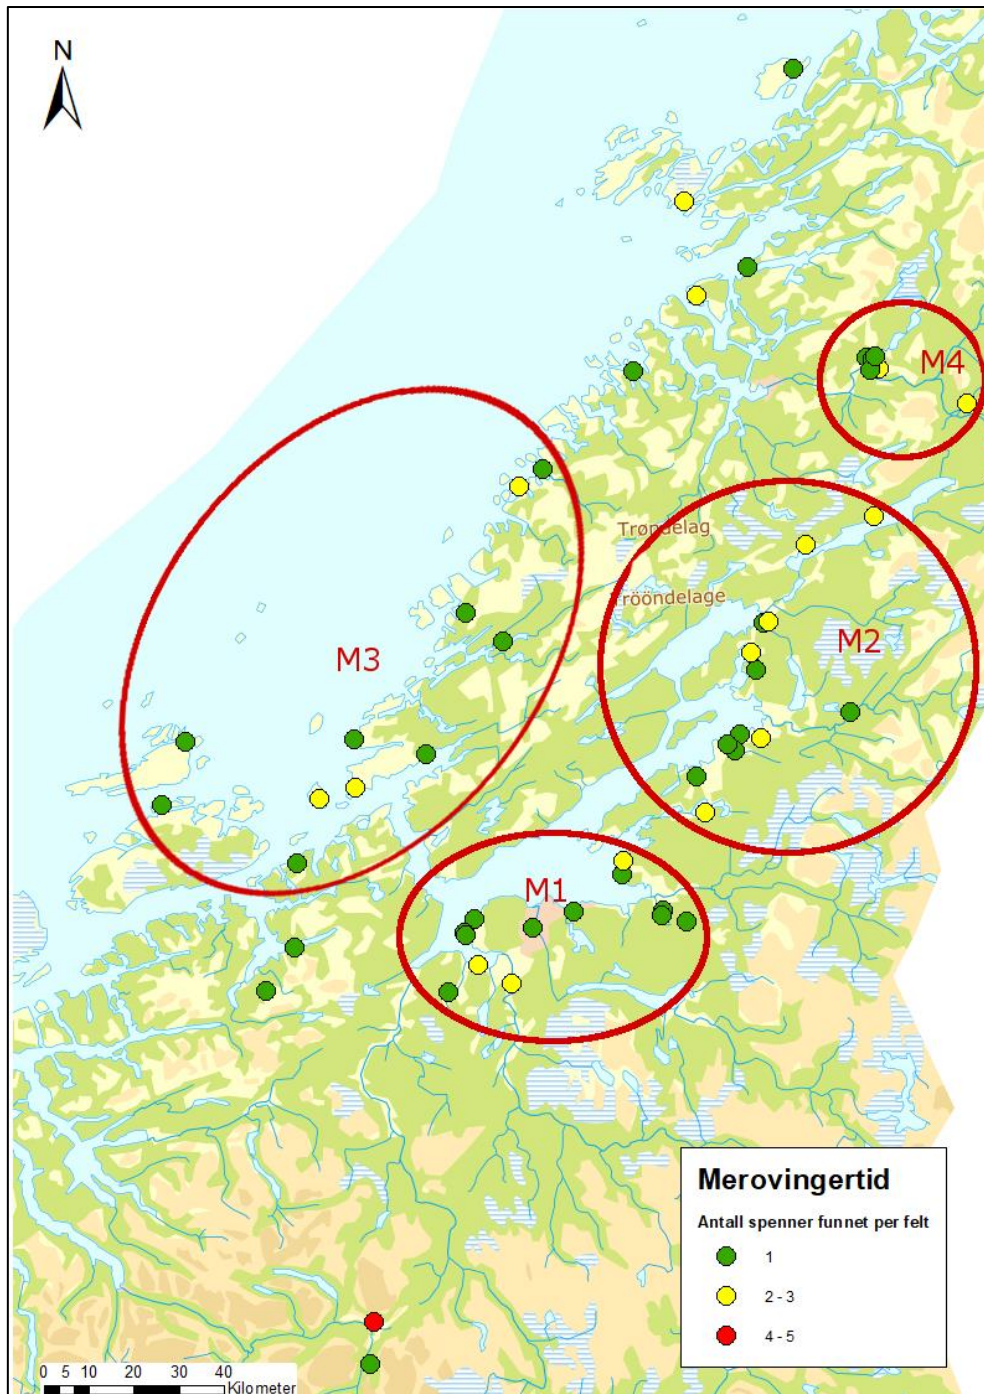 N
M4
Trøndelag
Trööndelage
M2
M3
M1
Merovingertid
Antall spenner funnet per felt
1
2 - 3
4 - 5
0 5 10 20 30 40
Kilometer